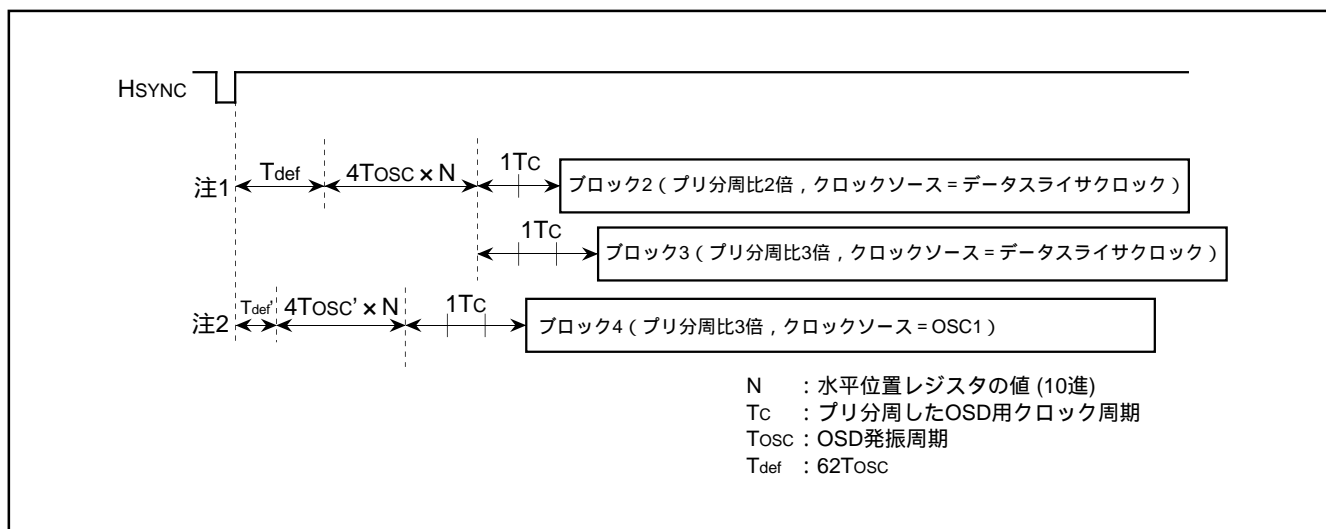 HSYNC
注1
Tdef
4TOSC × N
1TC
ブロック2 ( プリ分周比2倍 , クロックソース = データスライサクロック )
1TC
ブロック3 ( プリ分周比3倍 , クロックソース = データスライサクロック )
注2
Tdef'
4TOSC' × N
1TC
ブロック4 ( プリ分周比3倍 , クロックソース = OSC1 )
N : 水平位置レジスタの値 (10進)
TC : プリ分周したOSD用クロック周期
TOSC : OSD発振周期
Tdef : 62TOSC